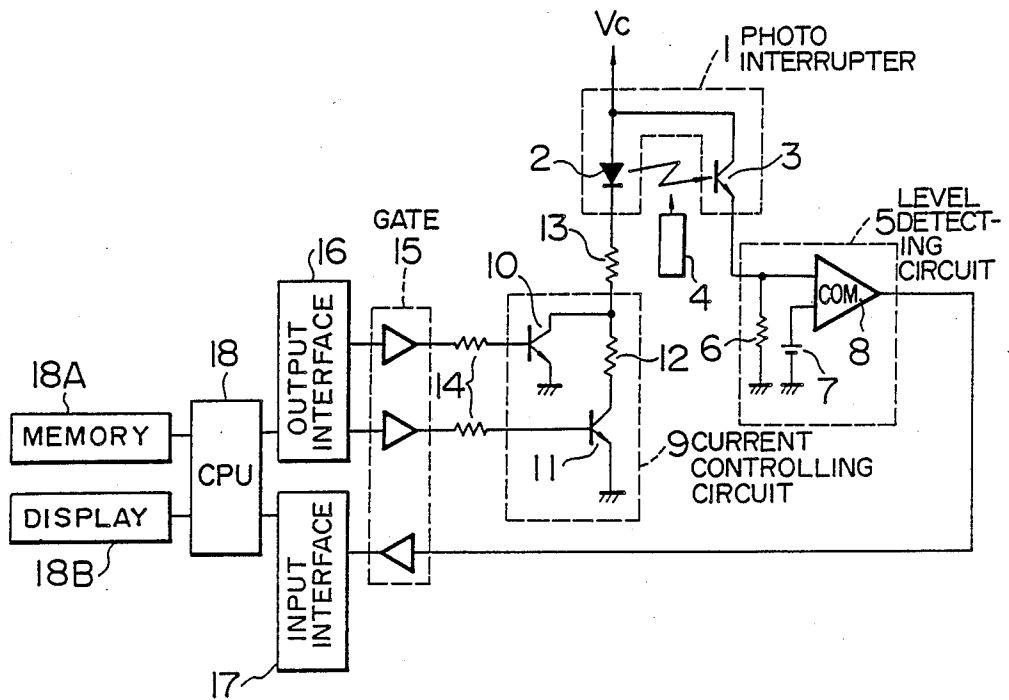 Vc
1 PHOTO
INTERRUPTER
2
3
GATE
15
16
13
4
5 LEVEL
DETECT-
ING
CIRCUIT
10
COM.
6
7
8
18
OUTPUT
INTERFACE
14
12
18A
MEMORY
CPU
11
9 CURRENT
CONTROLLING
CIRCUIT
DISPLAY
18B
INPUT
INTERFACE
17